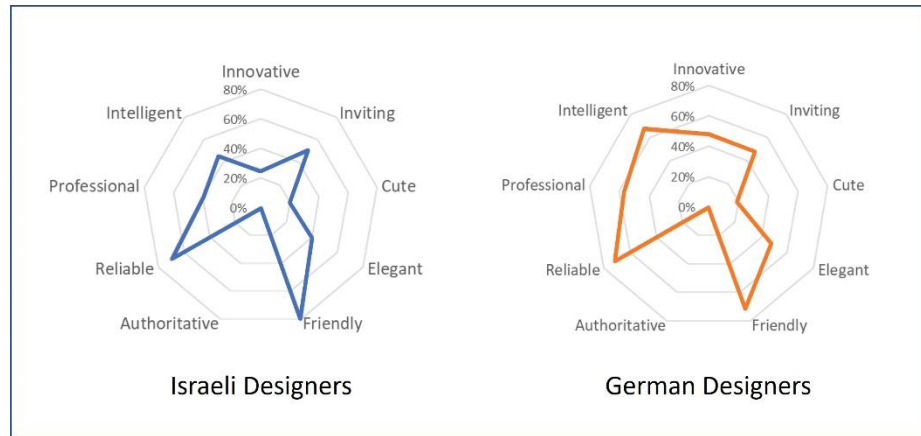 Innovative
80%
60%
40%
20%
0%
Inviting
Cute
Elegant
Friendly
Authoritative
Reliable
Professional
Intelligent
Israeli Designers
Innovative
80%
60%
40%
20%
0%
Inviting
Cute
Elegant
Friendly
Authoritative
Reliable
Professional
Intelligent
German Designers